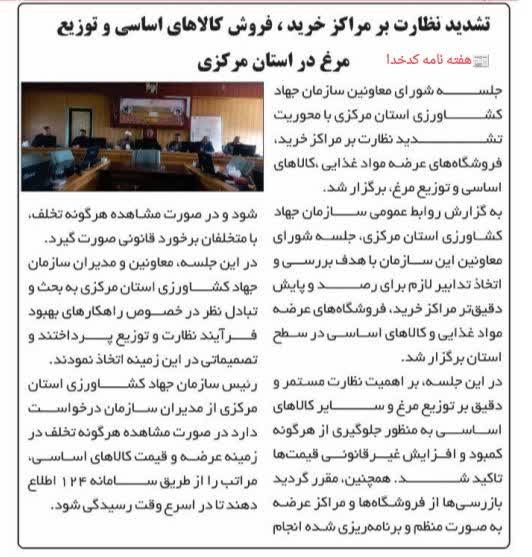 تشدید نظارت بر مراکز خرید ، فروش کالاهای اساسی و توزیع
مرغ در استان مرکزی
هفته نامه کدخدا
جلسه شورای معاونین سازمان جهاد
کشاورزی استان مرکزی با محوریت
تشدید نظارت بر مراکز خرید،
فروشگاه‌های عرضه مواد غذایی ،کالاهای
اساسی و توزیع مرغ، برگزار شد.
به گزارش روابط عمومی سازمان جهاد
کشاورزی استان مرکزی، جلسه شورای
معاونین این سازمان با هدف بررسی و
اتخاذ تدابیر لازم برای رصد و پایش
دقیق‌تر مراکز خرید، فروشگاه‌های عرضه
مواد غذایی و کالاهای اساسی در سطح
استان برگزار شد.
در این جلسه، بر اهمیت نظارت مستمر و
دقیق بر توزیع مرغ و سایر کالاهای
اساسی به منظور جلوگیری از هرگونه
کمبود و افزایش غیرقانونی قیمت‌ها
تاکید شد. همچنین، مقرر گردید
بازرسی‌ها از فروشگاه‌ها و مراکز عرضه
به صورت منظم و برنامه‌ریزی شده انجام
شود و در صورت مشاهده هرگونه تخلف،
با متخلفان برخورد قانونی صورت گیرد.
در این جلسه، معاونین و مدیران سازمان
جهاد کشاورزی استان مرکزی به بحث و
تبادل نظر در خصوص راهکارهای بهبود
فرآیند نظارت و توزیع پرداختند و
تصمیماتی در این زمینه اتخاذ نمودند.
رئیس سازمان جهاد کشاورزی استان
مرکزی از مدیران سازمان درخواست
دارد در صورت مشاهده هرگونه تخلف در
زمینه عرضه و قیمت کالاهای اساسی،
مراتب را از طریق سامانه ۱۲۴ اطلاع
دهند تا در اسرع وقت رسیدگی شود.